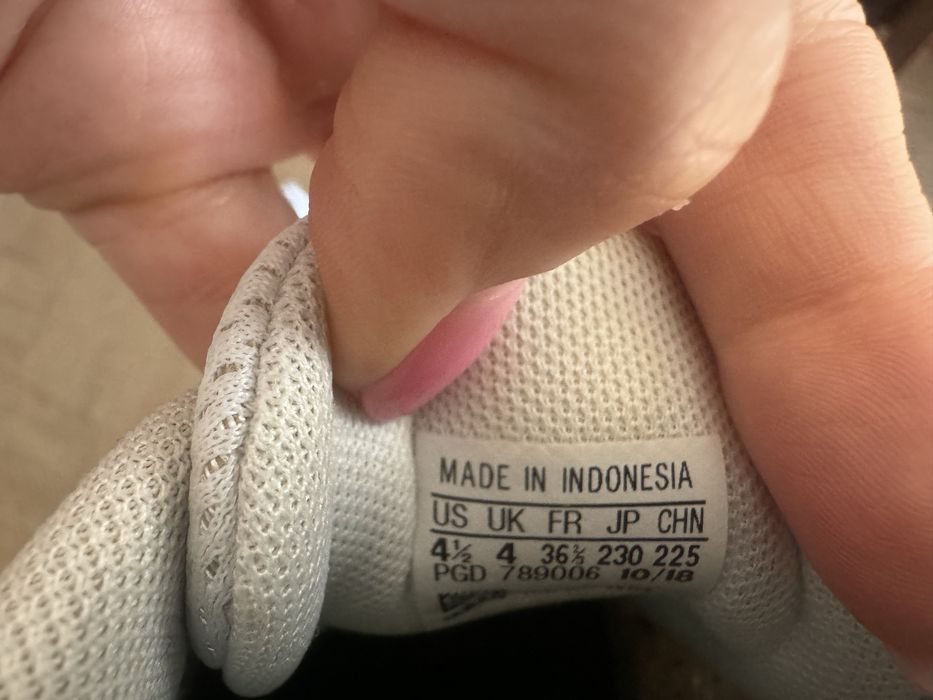 MADE IN INDONESIA
US UK FR JP CHN
4½ 4 36⅔ 230 225
PGD 789006 10/18